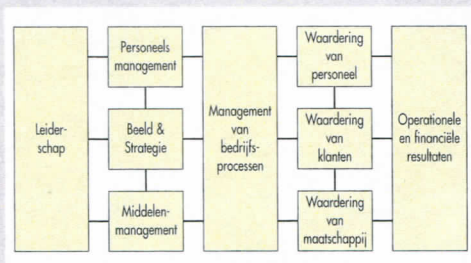 Leider-
schap
Personeels
management
Beeld &
Strategie
Middelen-
management
Management
van
bedrijfs-
processen
Waardering
van
personeel
Waardering
van
klanten
Waardering
van
maatschappij
Operationele
en financiële
resultaten